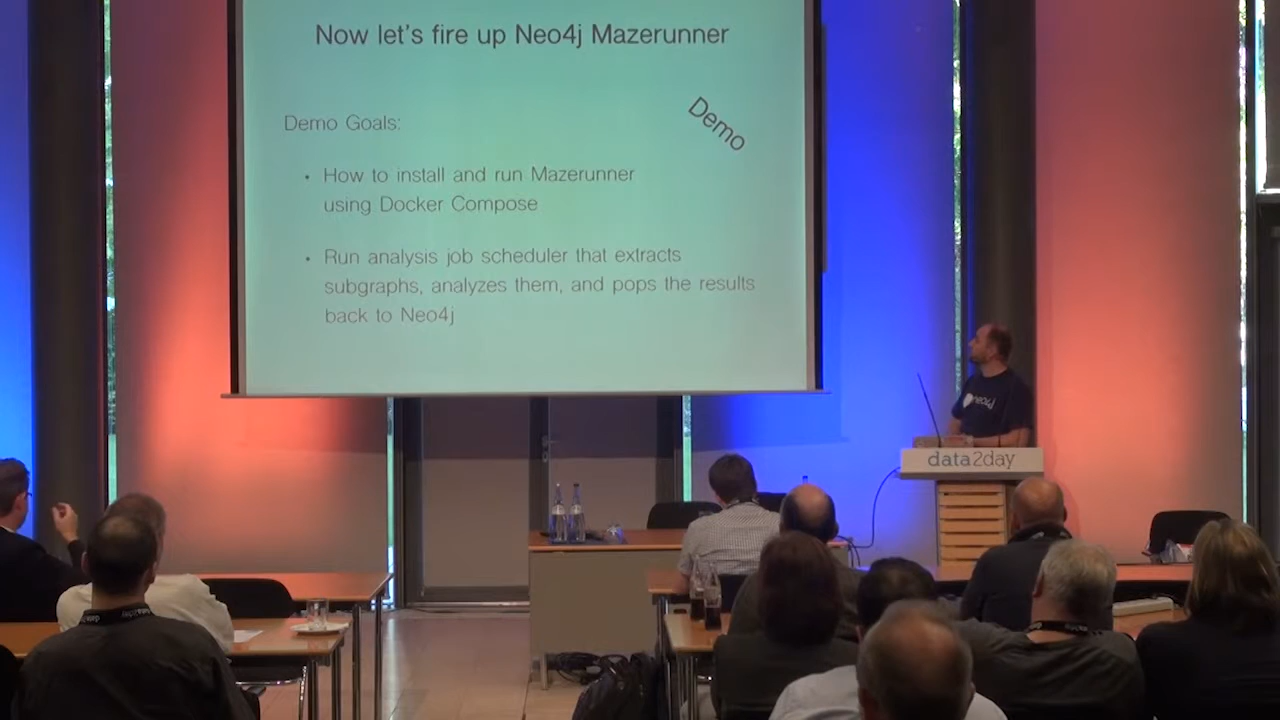 Now let's fire up Neo4j Mazerunner
Demo
Demo Goals:
• How to install and run Mazerunner
using Docker Compose
• Run analysis job scheduler that extracts
subgraphs, analyzes them, and pops the results
back to Neo4j
neo4j
data2day